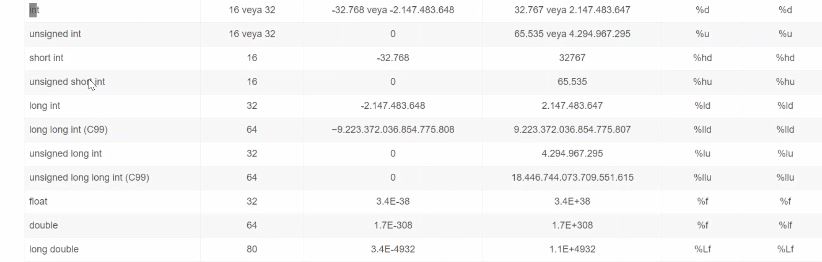 int 16 veya 32 -32.768 veya -2.147.483.648 32.767 veya 2.147.483.647 %d %d
unsigned int 16 veya 32 0 65.535 veya 4.294.967.295 %u %u
short int 16 -32.768 32767 %hd %hd
unsigned short int 16 0 65.535 %hu %hu
long int 32 -2.147.483.648 2.147.483.647 %ld %ld
long long int (C99) 64 −9.223.372.036.854.775.808 9.223.372.036.854.775.807 %lld %lld
unsigned long int 32 0 4.294.967.295 %lu %lu
unsigned long long int (C99) 64 0 18.446.744.073.709.551.615 %llu %llu
float 32 3.4E-38 3.4E+38 %f %f
double 64 1.7E-308 1.7E+308 %f %lf
long double 80 3.4E-4932 1.1E+4932 %Lf %Lf